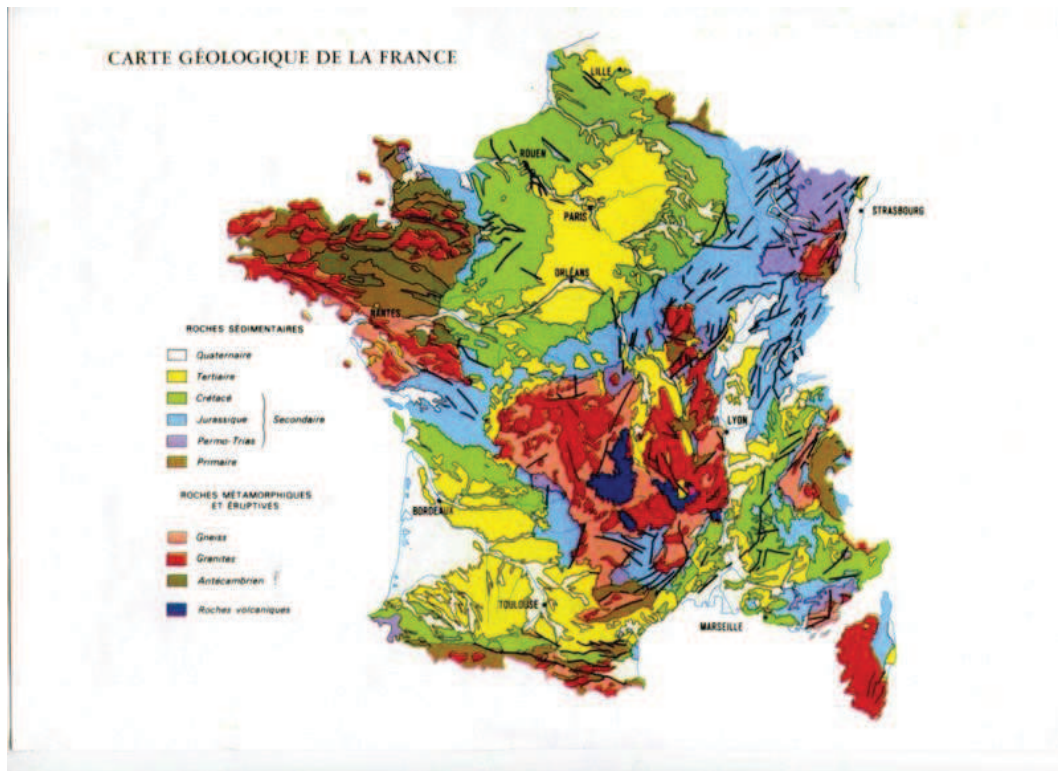 CARTE GÉOLOGIQUE DE LA FRANCE
LILLE
ROUEN
PARIS
STRASBOURG
ORLÉANS
NANTES
ROCHES SÉDIMENTAIRES
Quaternaire
Tertiaire
Crétacé
Jurassique
Secondaire
Permo-Trias
Primaire
LYON
ROCHES MÉTAMORPHIQUES
ET ÉRUPTIVES
BORDEAUX
Gneiss
Granites
Antécambrien
Roches volcaniques
TOULOUSE
MARSEILLE